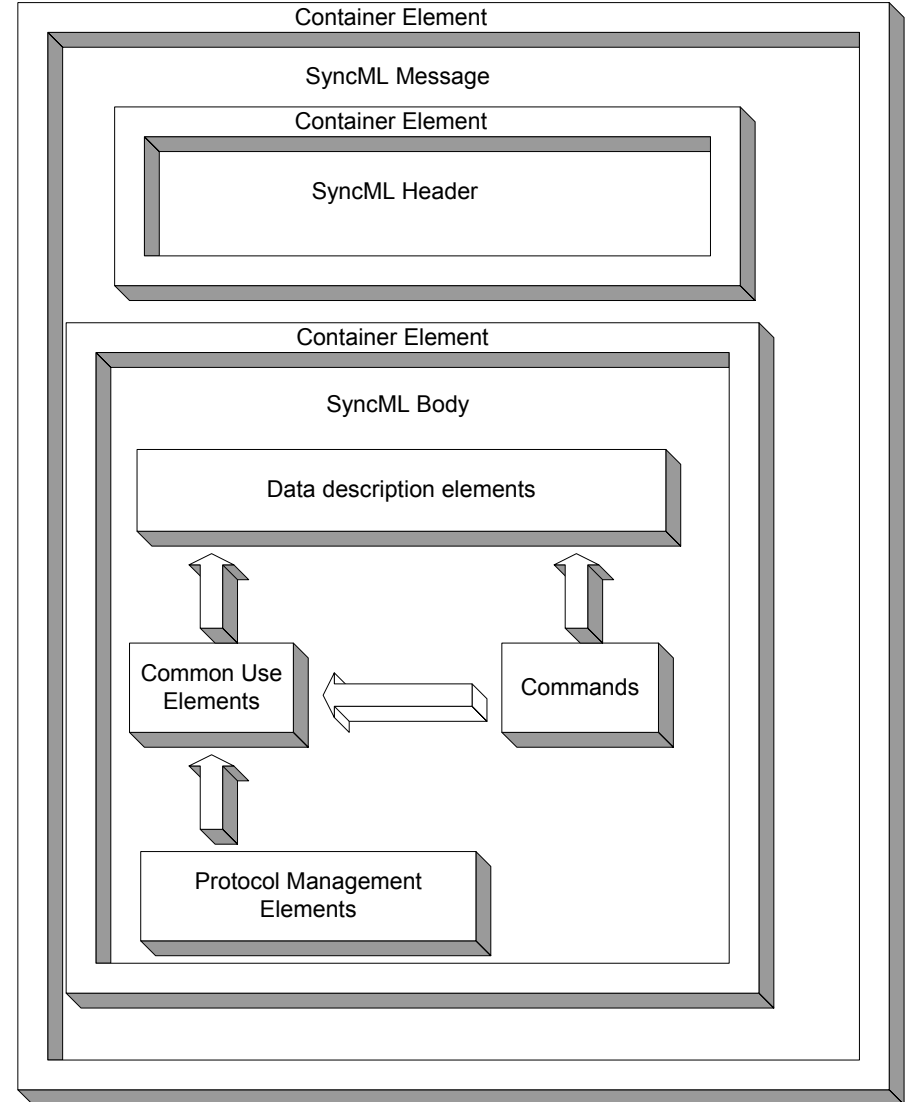 Container Element
SyncML Message
Container Element
SyncML Header
Container Element
SyncML Body
Data description elements
Common Use
Elements
Commands
Protocol Management
Elements